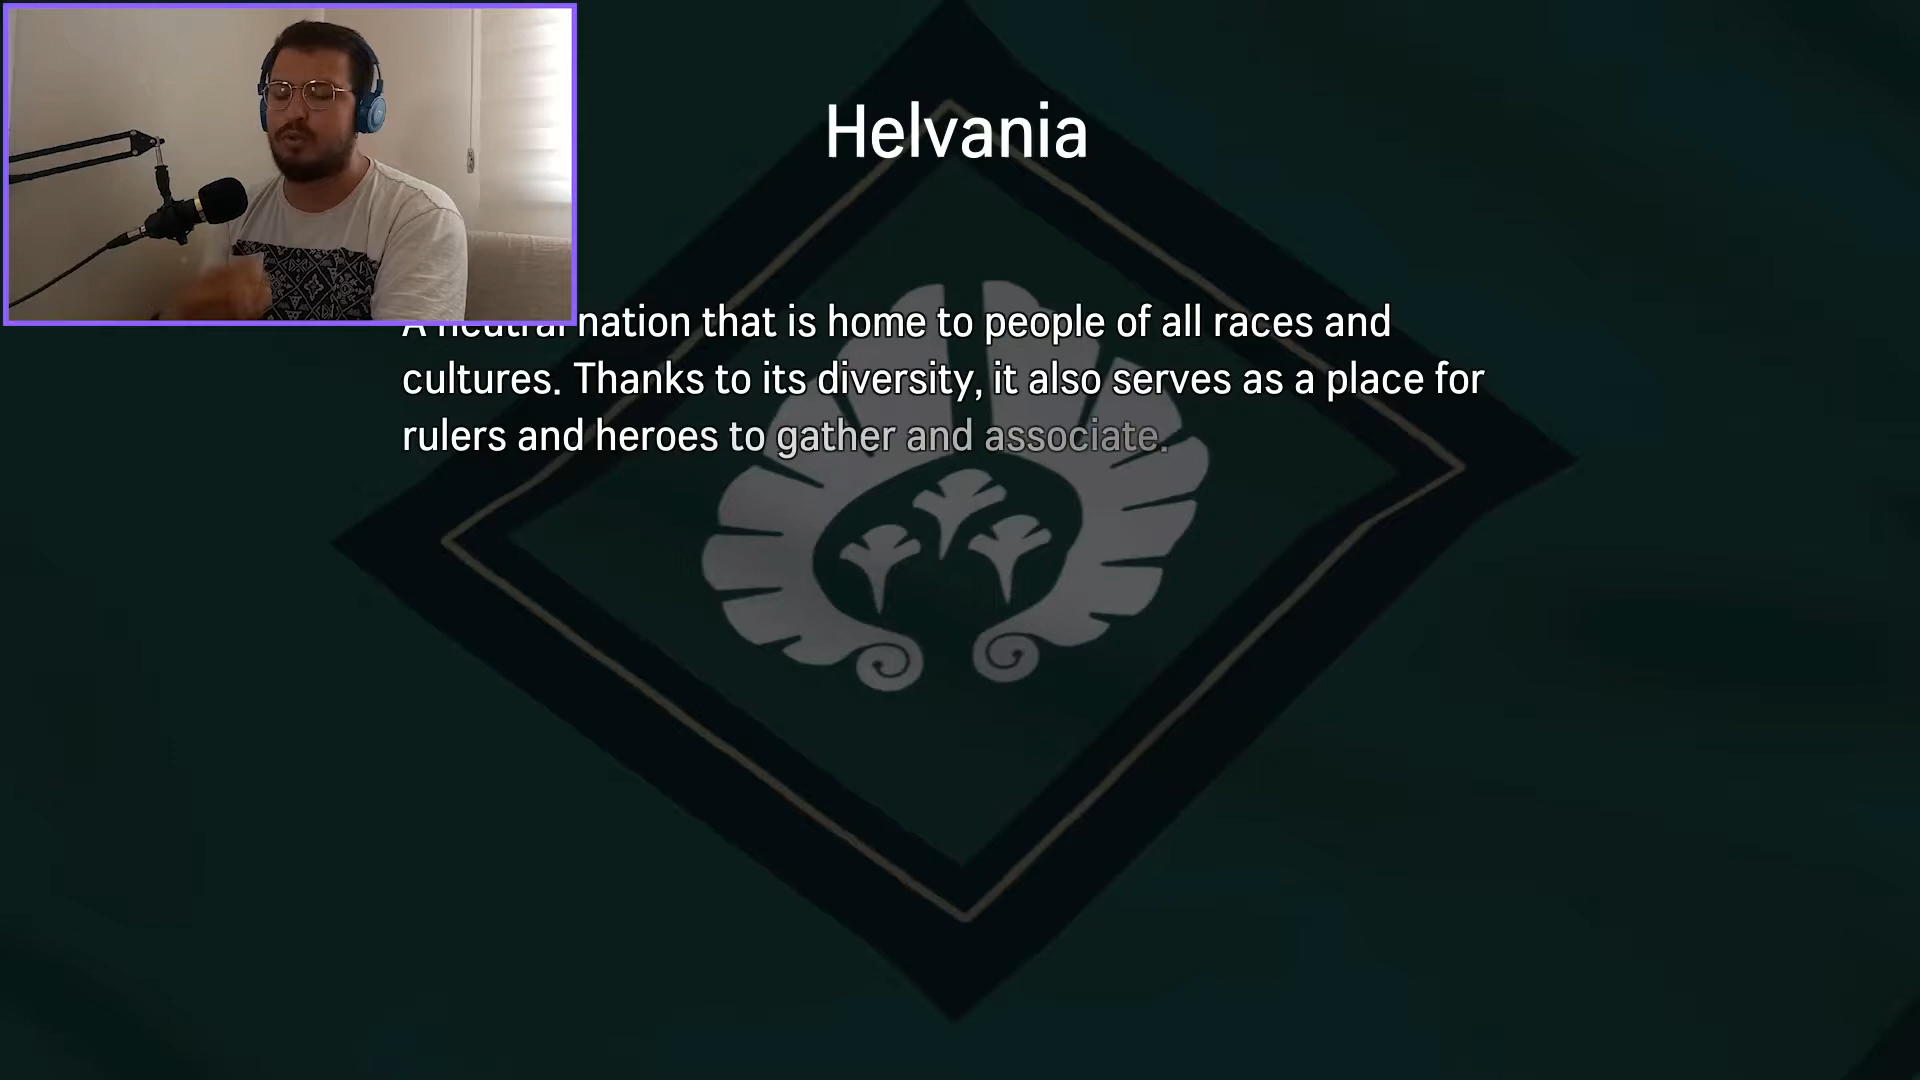 Helvania
A neutral nation that is home to people of all races and
cultures. Thanks to its diversity, it also serves as a place for
rulers and heroes to gather and associate.